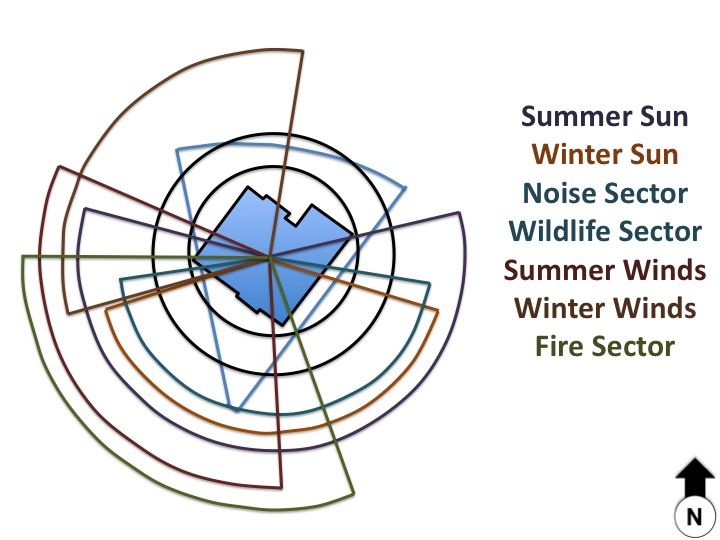 Summer Sun
Winter Sun
Noise Sector
Wildlife Sector
Summer Winds
Winter Winds
Fire Sector
N